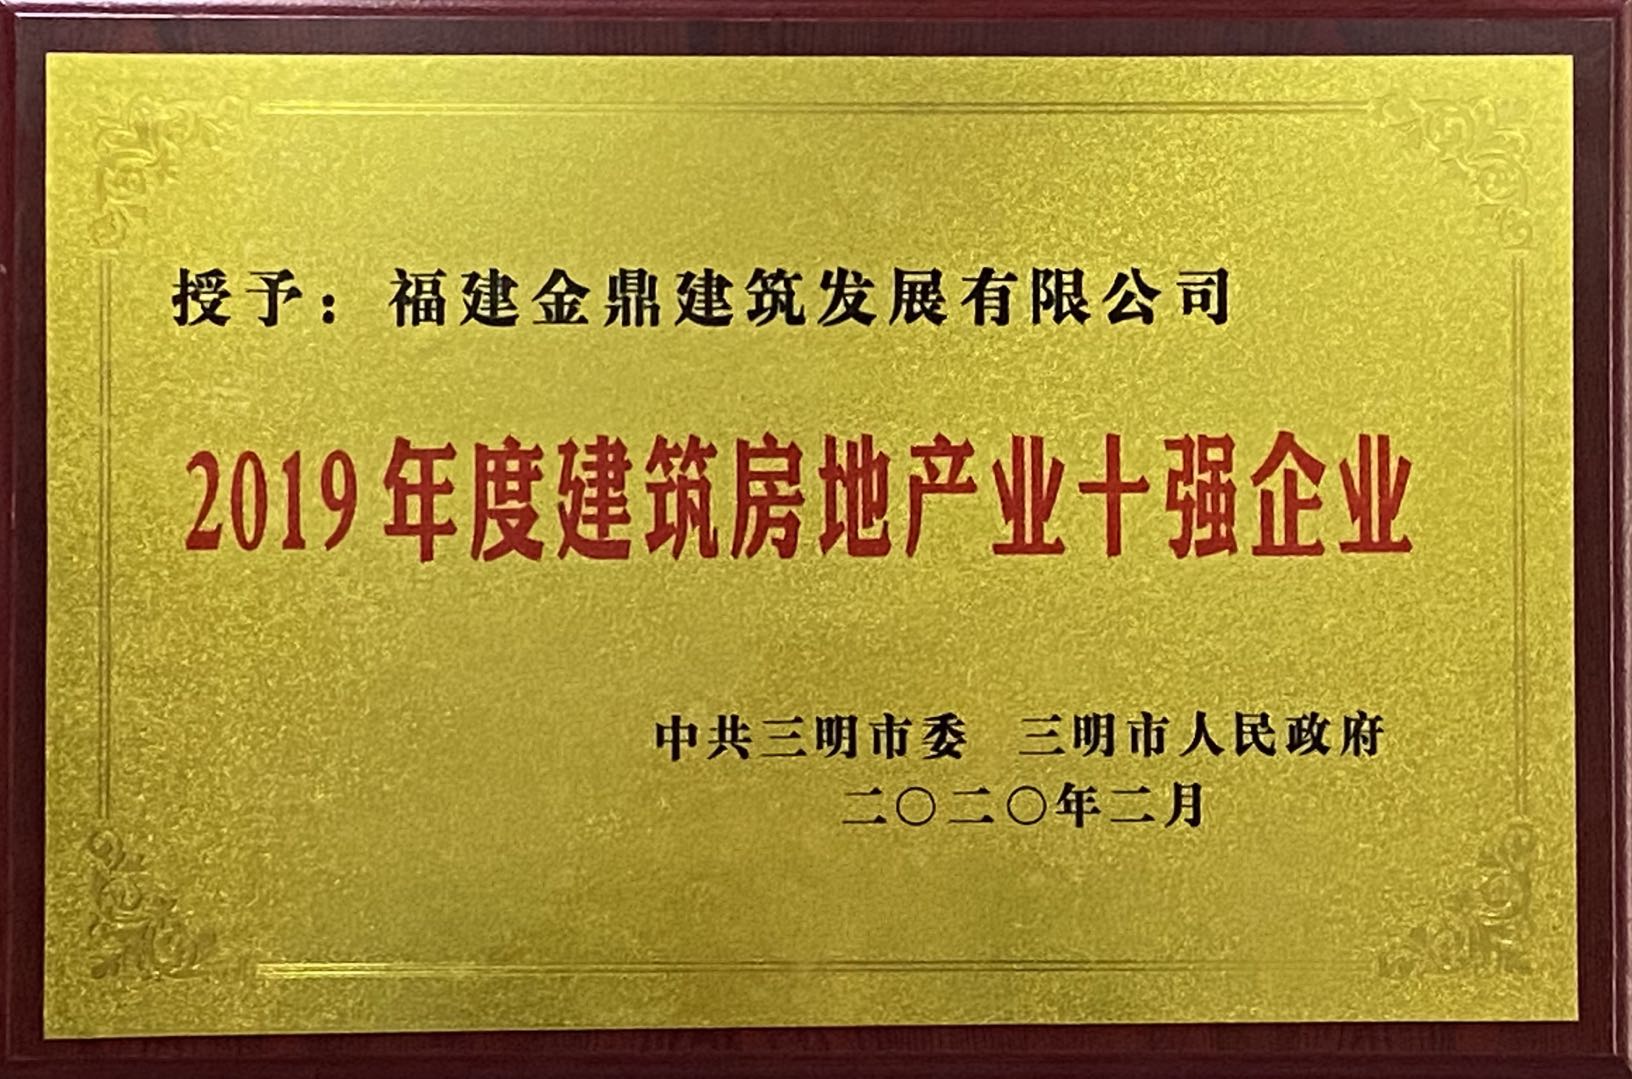 授予：福建金鼎建筑发展有限公司
2019年度建筑房地产业十强企业
中共三明市委 三明市人民政府
二〇二〇年二月